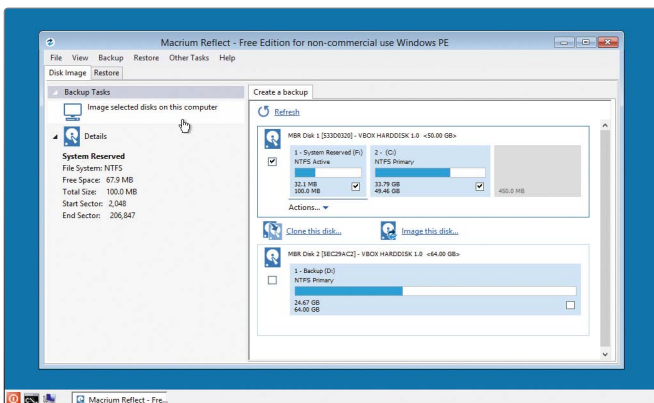 Macrium Reflect - Free Edition for non-commercial use Windows PE
File View Backup Restore Other Tasks Help
Disk Image Restore
Backup Tasks
Image selected disks on this computer
Details
System Reserved
File System: NTFS
Free Space: 67.9 MB
Total Size: 100.0 MB
Start Sector: 2,048
End Sector: 206,847
Create a backup
Refresh
MBR Disk 1 [533D0320] - VBOX HARDDISK 1.0 <50.00 GB>
1 - System Reserved (F:)
NTFS Active
32.1 MB
100.0 MB
2 - (C:)
NTFS Primary
33.79 GB
49.46 GB
450.0 MB
Actions...
Clone this disk... Image this disk...
MBR Disk 2 [5EC29AC2] - VBOX HARDDISK 1.0 <64.00 GB>
1 - Backup (D:)
NTFS Primary
24.67 GB
64.00 GB
Macrium Reflect - Fre...